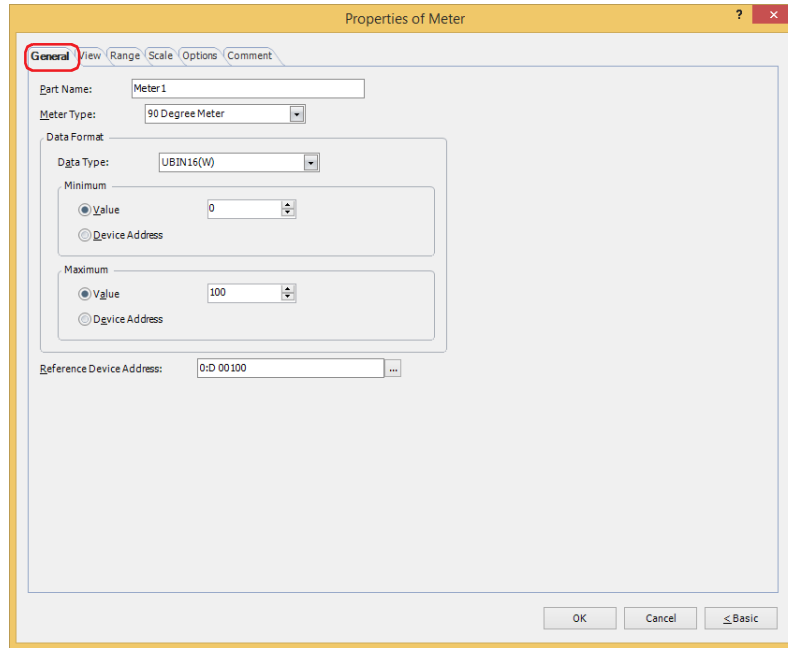 Properties of Meter ? ×
General View Range Scale Options Comment
Part Name: Meter1
Meter Type: 90 Degree Meter
Data Format
Data Type: UBIN16(W)
Minimum
Value 0
Device Address
Maximum
Value 100
Device Address
Reference Device Address: 0:D 00100 ...
OK Cancel < Basic